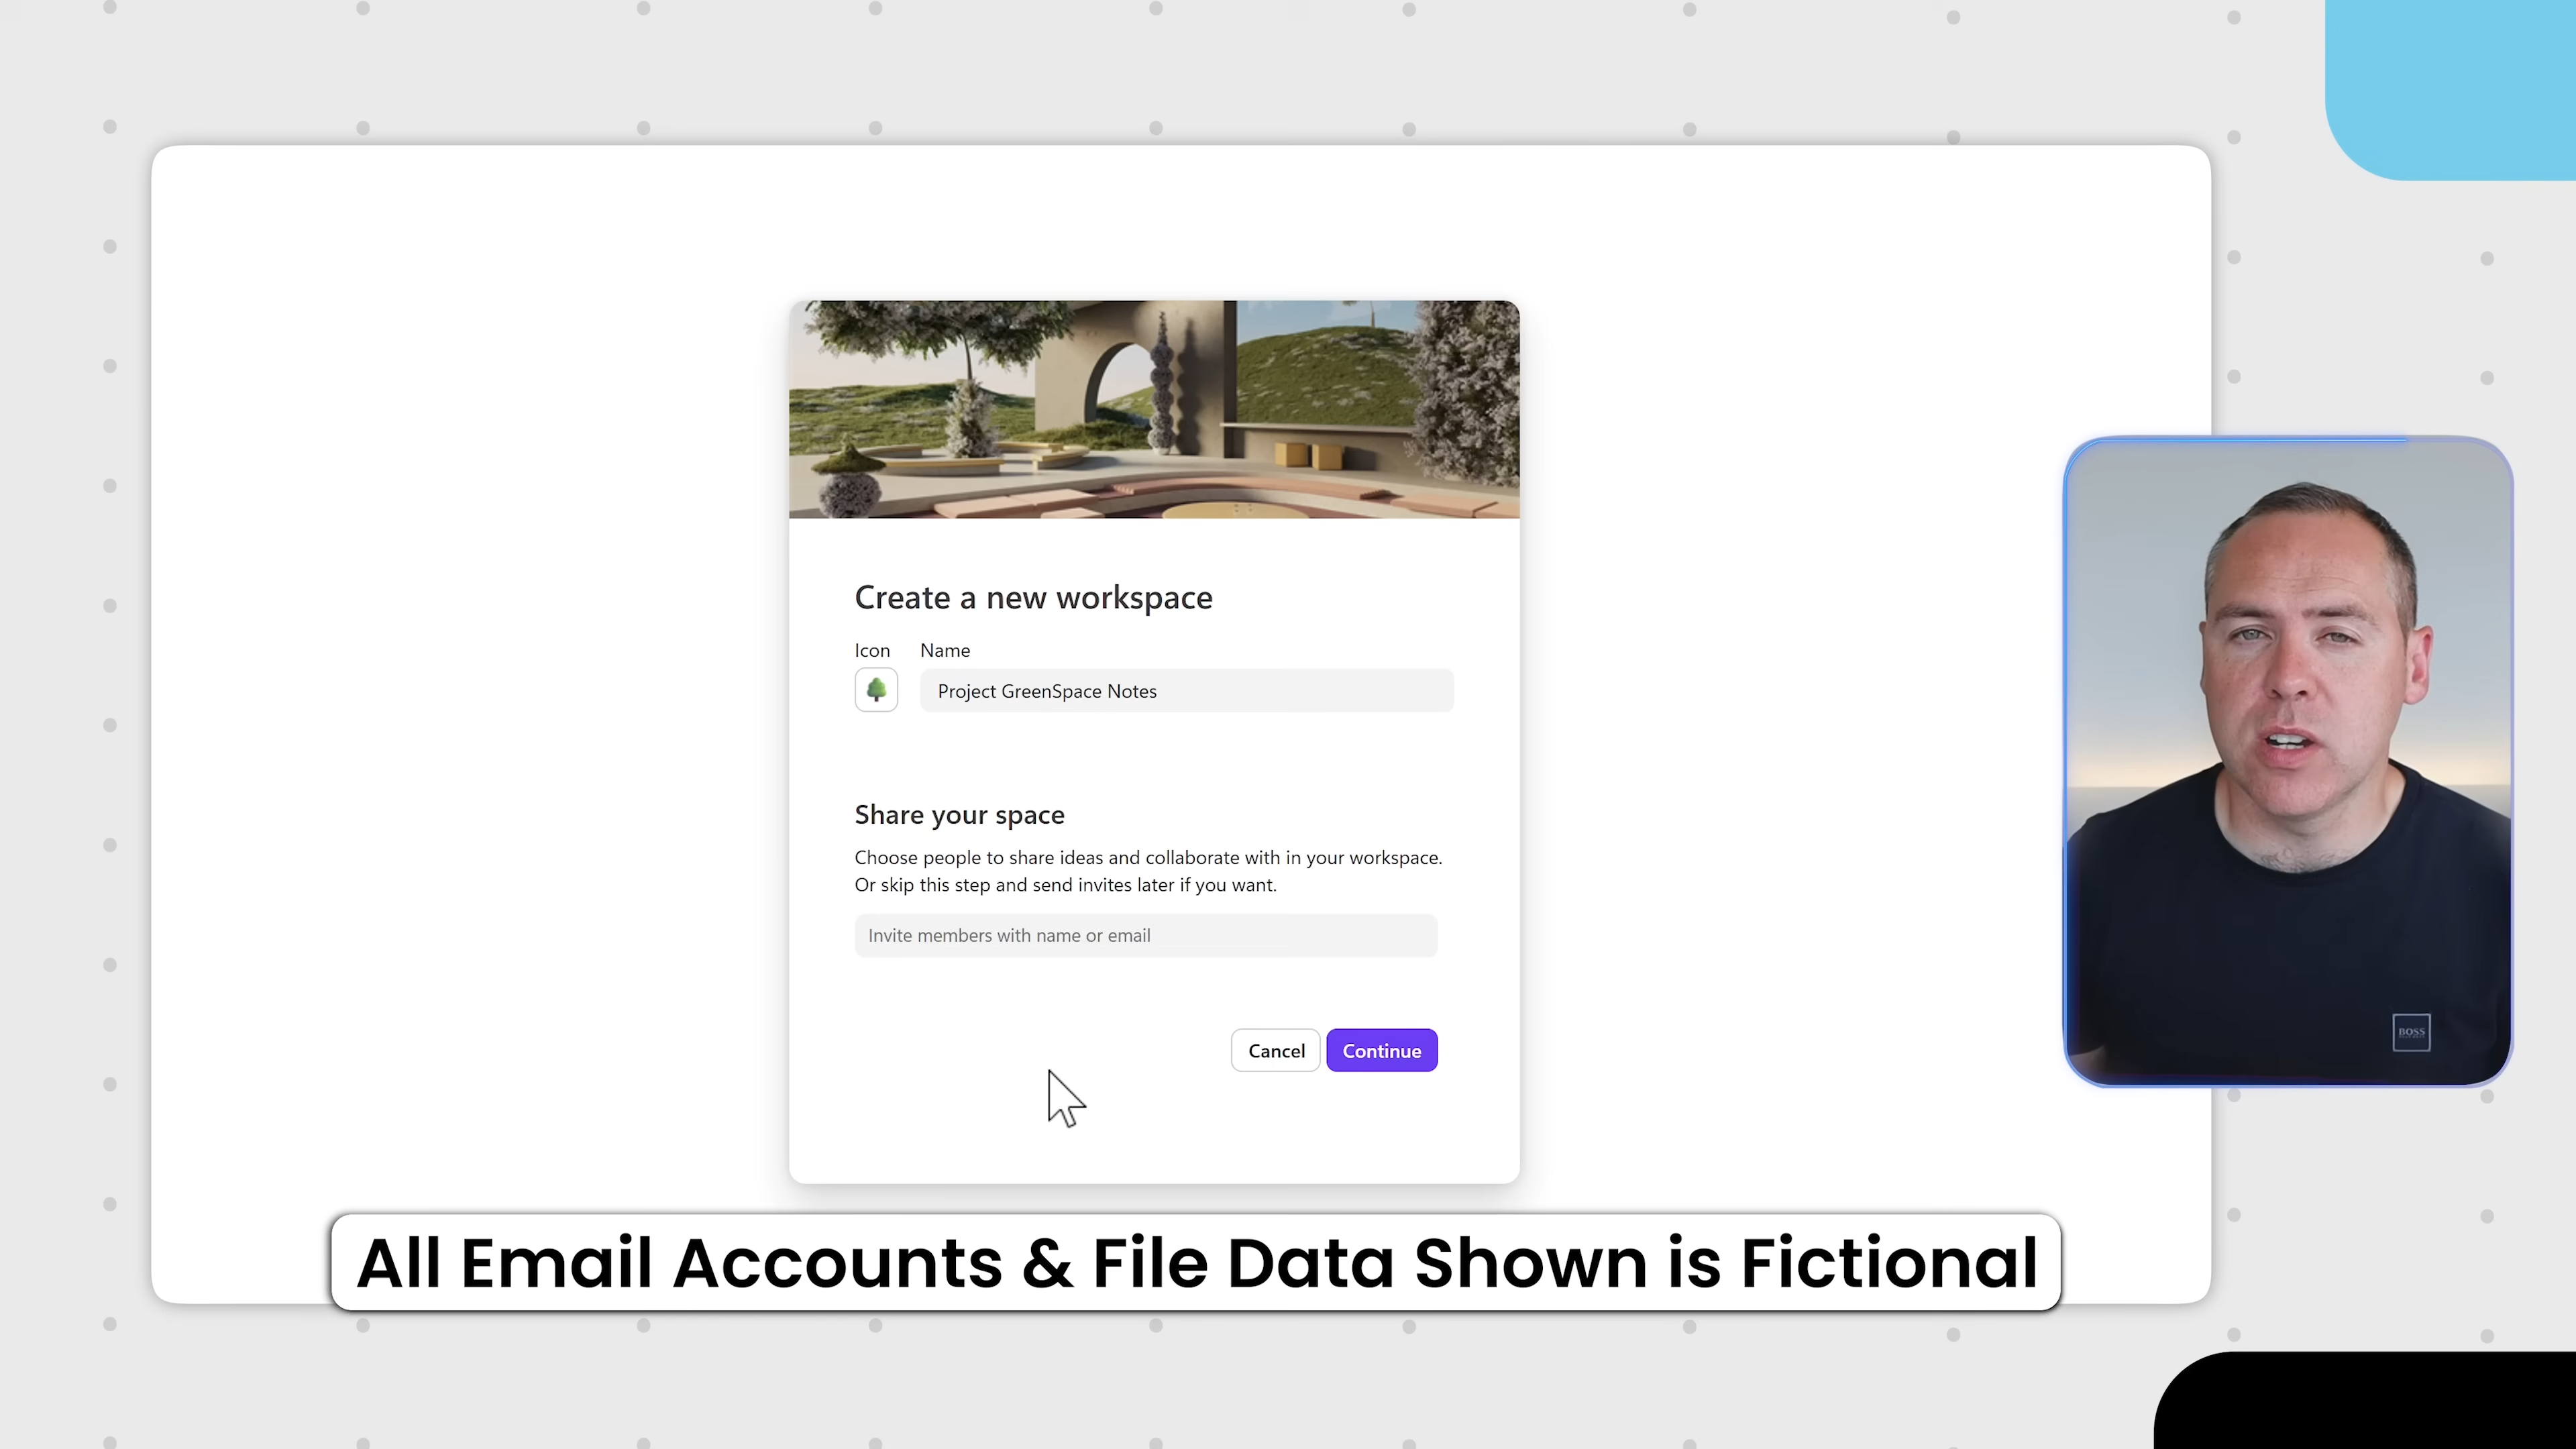 Create a new workspace
Icon Name
Project GreenSpace Notes
Share your space
Choose people to share ideas and collaborate with in your workspace.
Or skip this step and send invites later if you want.
Invite members with name or email
Cancel Continue
BOSS
All Email Accounts & File Data Shown is Fictional